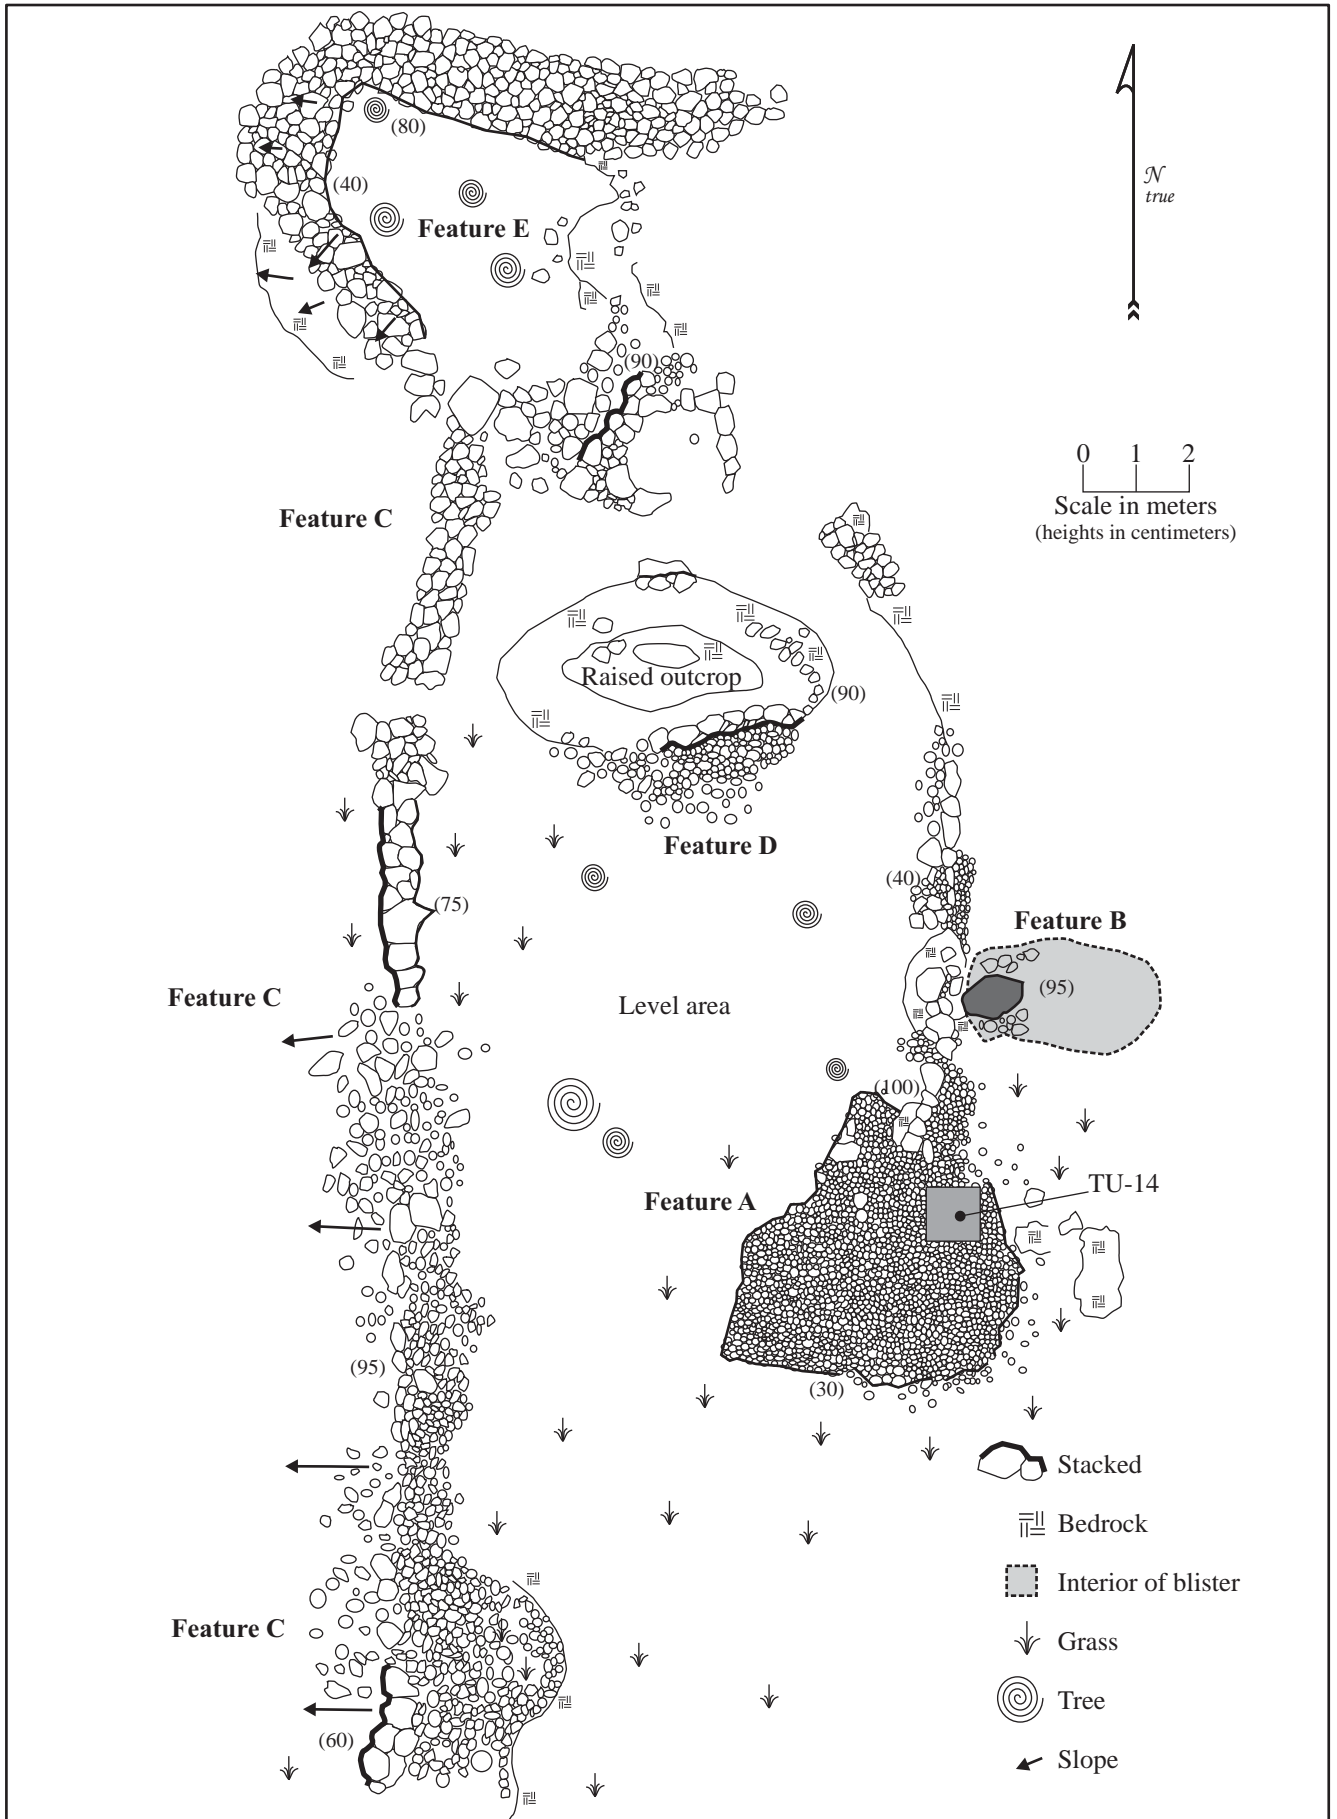 (80)
N
true
(40)
Feature E
(90)
0 1 2
Scale in meters
(heights in centimeters)
Feature C
Raised outcrop
(90)
Feature D
(40)
(75)
Feature B
(95)
Feature C
Level area
(100)
TU-14
Feature A
(95)
(30)
Stacked
Bedrock
Interior of blister
Feature C
Grass
Tree
(60)
Slope